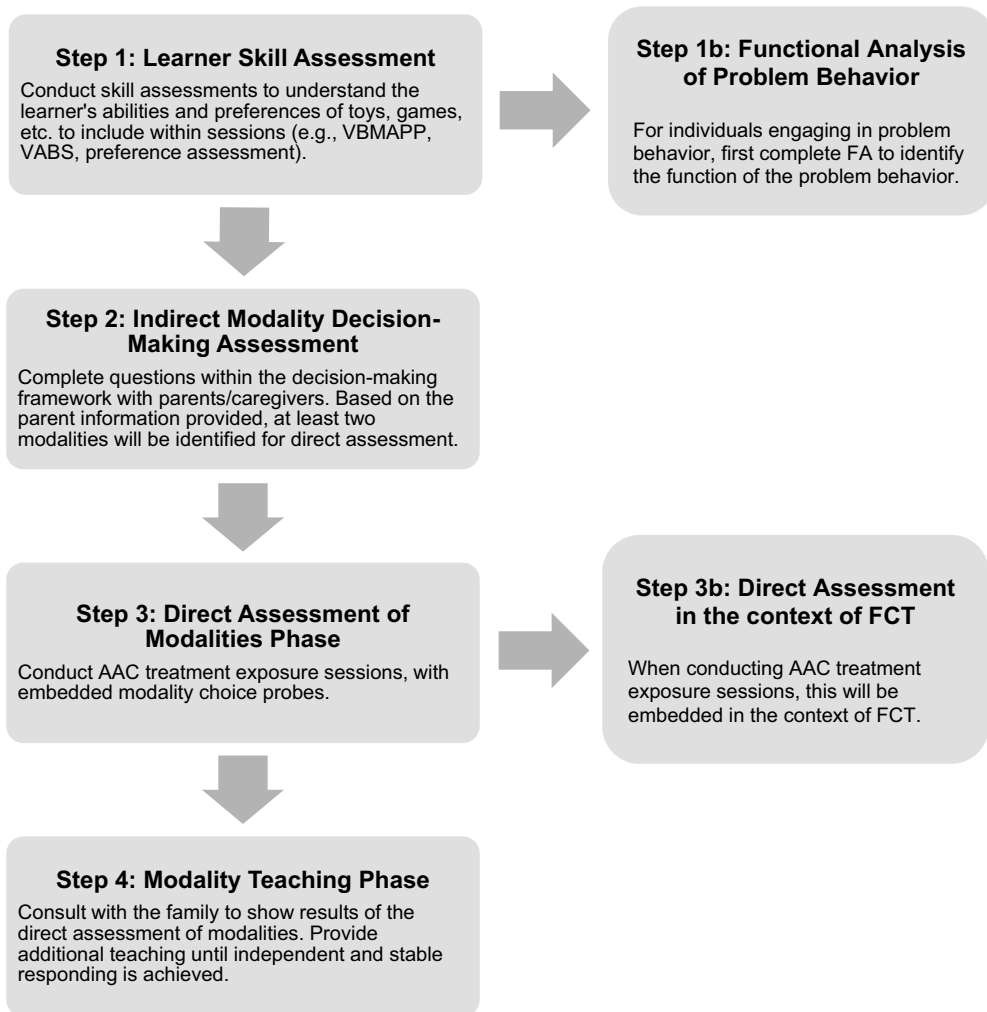 Step 1: Learner Skill Assessment
Conduct skill assessments to understand the
learner's abilities and preferences of toys, games,
etc. to include within sessions (e.g., VBMAPP,
VABS, preference assessment).
Step 1b: Functional Analysis
of Problem Behavior
For individuals engaging in problem
behavior, first complete FA to identify
the function of the problem behavior.
Step 2: Indirect Modality Decision-
Making Assessment
Complete questions within the decision-making
framework with parents/caregivers. Based on the
parent information provided, at least two
modalities will be identified for direct assessment.
Step 3: Direct Assessment of
Modalities Phase
Conduct AAC treatment exposure sessions, with
embedded modality choice probes.
Step 3b: Direct Assessment
in the context of FCT
When conducting AAC treatment
exposure sessions, this will be
embedded in the context of FCT.
Step 4: Modality Teaching Phase
Consult with the family to show results of the
direct assessment of modalities. Provide
additional teaching until independent and stable
responding is achieved.